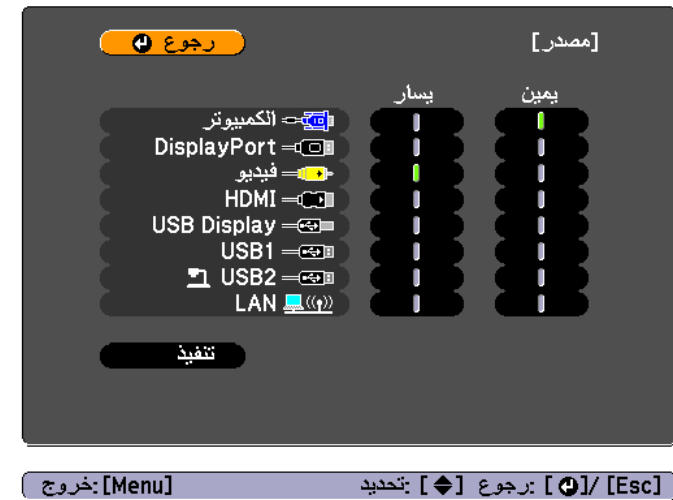 [مصدر] رجوع
يمين يسار
الكمبيوتر
DisplayPort
فيديو
HDMI
USB Display
USB1
USB2
LAN
تنفيذ
[Esc] /[ ] :رجوع [ ] :تحديد [Menu] :خروج